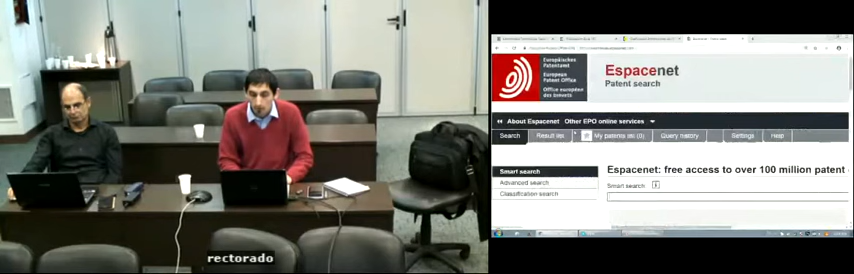 rectorado
Europäisches
Patentamt
European
Patent Office
Office européen
des brevets
Espacenet
Patent search
About Espacenet Other EPO online services
Search Result list My patents list (0) Query history Settings Help
Smart search
Advanced search
Classification search
Espacenet: free access to over 100 million patent
Smart search